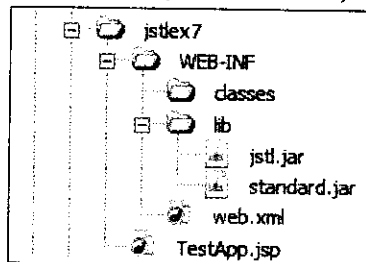 jstlex7
WEB-INF
classes
lib
jstl.jar
standard.jar
web.xml
TestApp.jsp